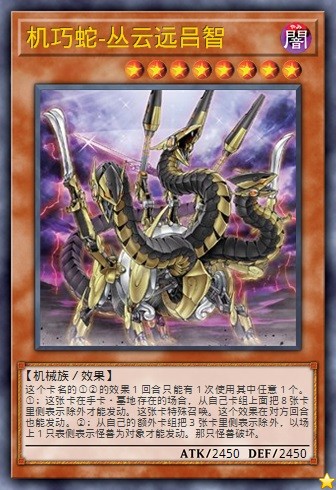 机巧蛇-丛云远吕智
闇
【机械族／效果】
这个卡名的①②的效果1回合只能有1次使用其中任意1个。
①：这张卡在手卡·墓地存在的场合，从自己卡组上面把8张卡
里侧表示除外才能发动。这张卡特殊召唤。这个效果在对方回合
也能发动。②：从自己的额外卡组把3张卡里侧表示除外，以场
上1只表侧表示怪兽为对象才能发动。那只怪兽破坏。
ATK/2450 DEF/2450